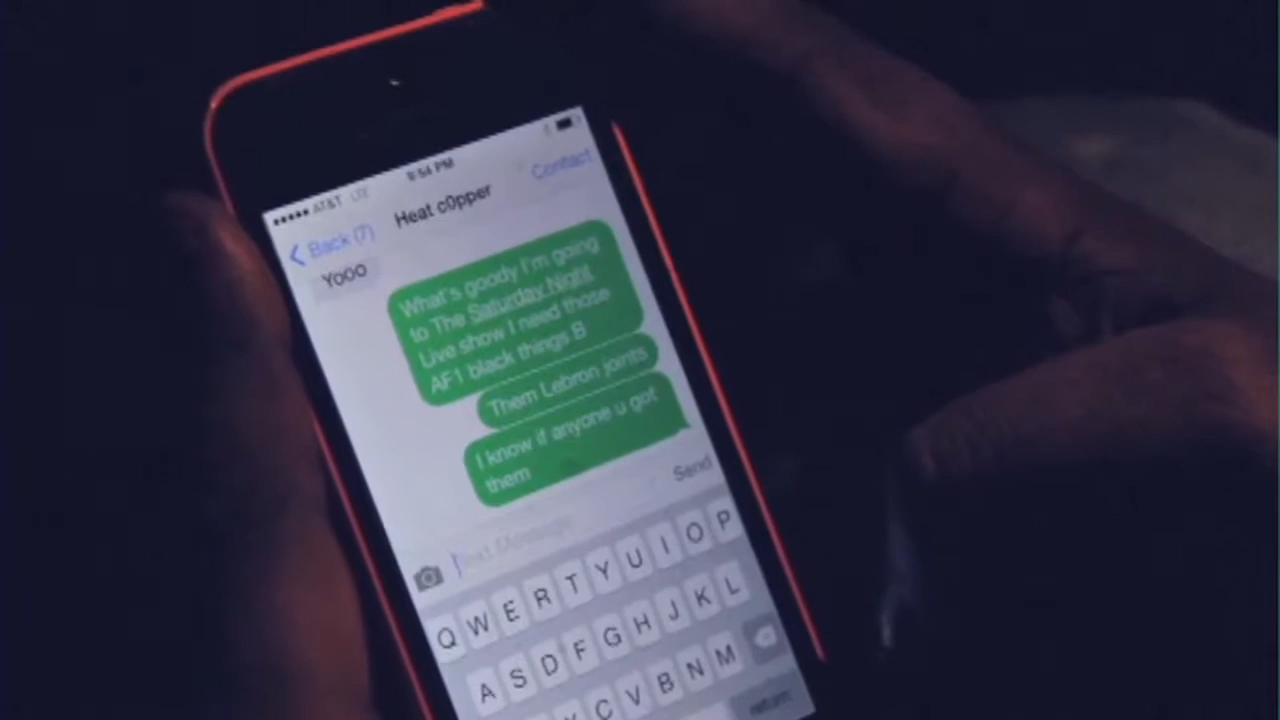 AT&T LTE
:54 PM
Back (7)
Heat c0pper
Contact
Yooo
What's goody I'm going
to The Saturday Night
Live show I need those
AF1 black things B
Them Lebron joints
I know if anyone u got
them
Send
Q W E R T Y U I O P
A S D F G H J K L
C V B N M
return